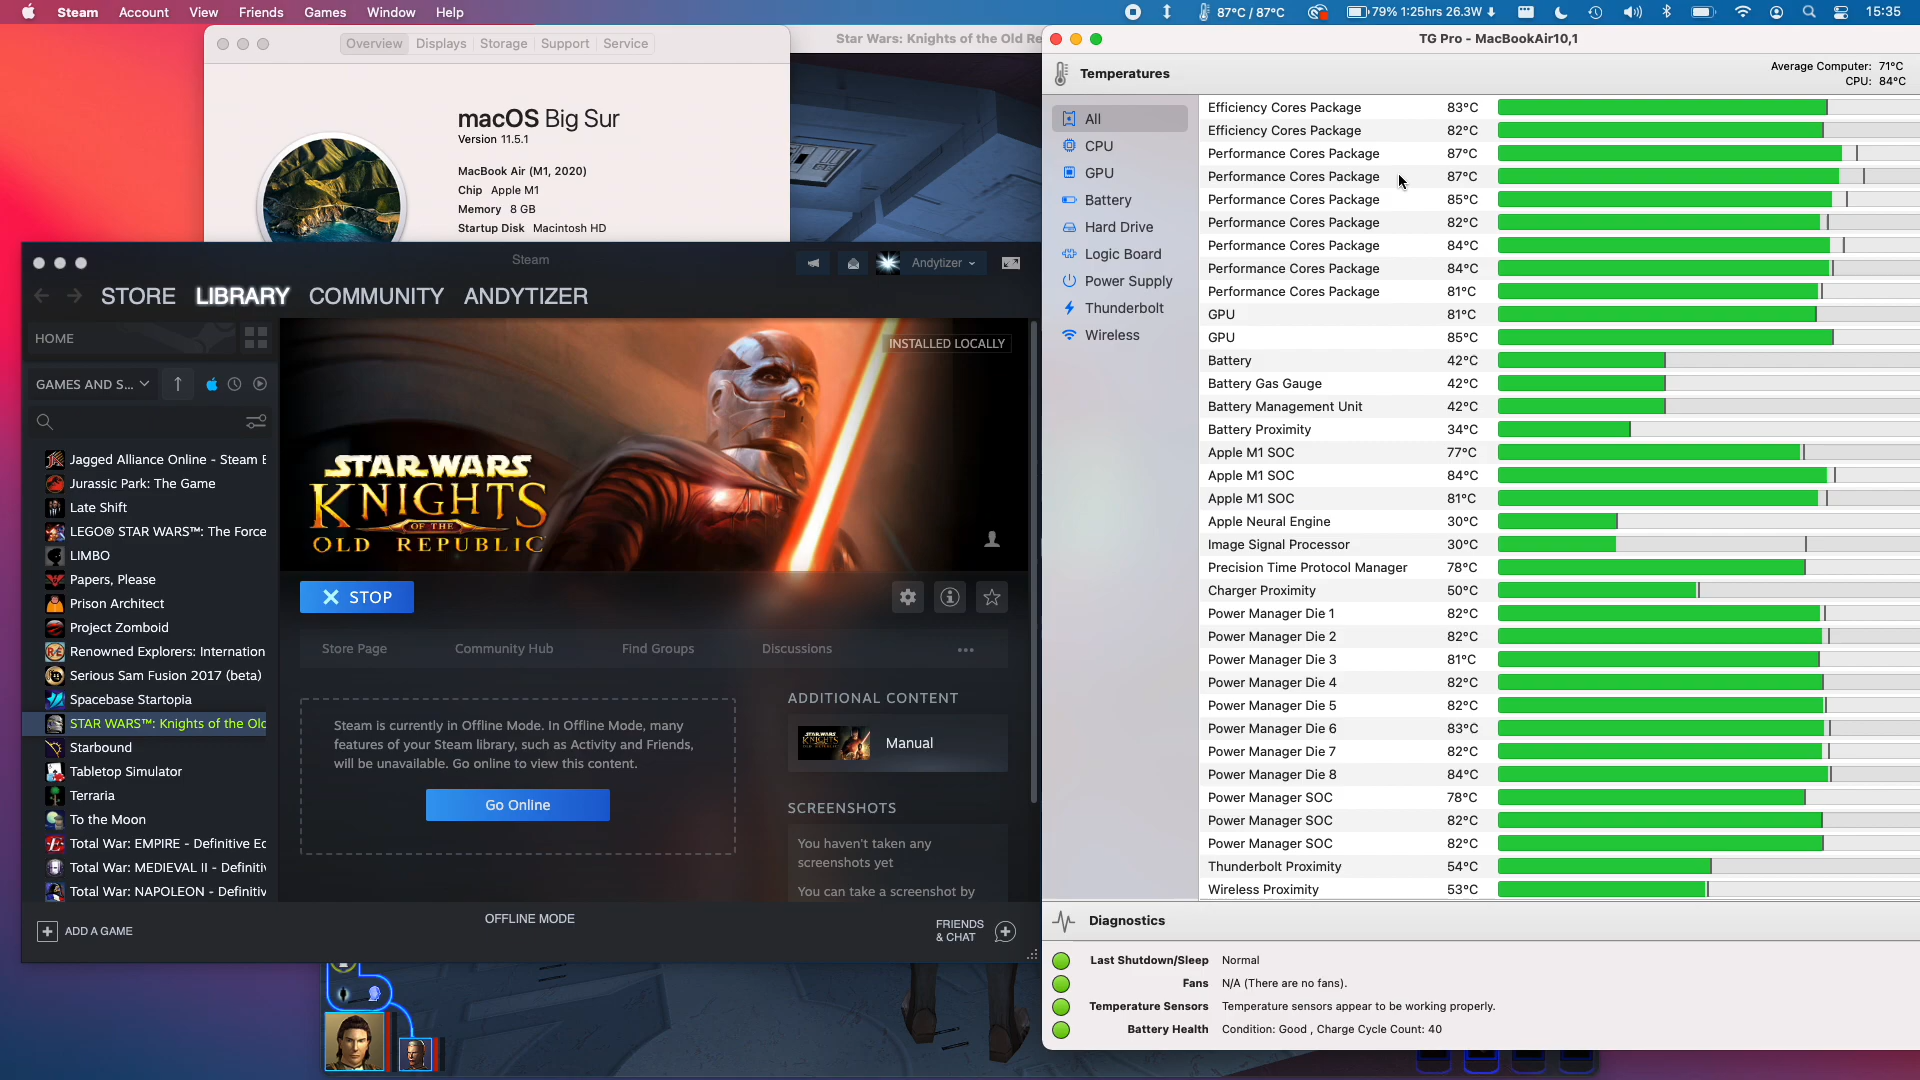 Steam Account View Friends Games Window Help
87°C / 87°C
79% 1:25hrs 26.3W
15:35
Overview Displays Storage Support Service
macOS Big Sur
Version 11.5.1
MacBook Air (M1, 2020)
Chip Apple M1
Memory 8 GB
Startup Disk Macintosh HD
Star Wars: Knights of the Old Re
Steam
Andytizer
STORE LIBRARY COMMUNITY ANDYTIZER
HOME
GAMES AND S...
Jagged Alliance Online - Steam E
Jurassic Park: The Game
Late Shift
LEGO® STAR WARS™: The Force
LIMBO
Papers, Please
Prison Architect
Project Zomboid
Renowned Explorers: Internation
Serious Sam Fusion 2017 (beta)
Spacebase Startopia
STAR WARS™: Knights of the Old
Starbound
Tabletop Simulator
Terraria
To the Moon
Total War: EMPIRE - Definitive Ed
Total War: MEDIEVAL II - Definitiv
Total War: NAPOLEON - Definitiv
ADD A GAME
INSTALLED LOCALLY
STAR WARS
KNIGHTS
OF THE
OLD REPUBLIC
STOP
Store Page Community Hub Find Groups Discussions
Steam is currently in Offline Mode. In Offline Mode, many
features of your Steam library, such as Activity and Friends,
will be unavailable. Go online to view this content.
Go Online
ADDITIONAL CONTENT
Manual
SCREENSHOTS
You haven't taken any
screenshots yet
You can take a screenshot by
OFFLINE MODE
FRIENDS
& CHAT
TG Pro - MacBookAir10,1
Temperatures
Average Computer: 71°C
CPU: 84°C
All
CPU
GPU
Battery
Hard Drive
Logic Board
Power Supply
Thunderbolt
Wireless
Efficiency Cores Package 83°C
Efficiency Cores Package 82°C
Performance Cores Package 87°C
Performance Cores Package 87°C
Performance Cores Package 85°C
Performance Cores Package 82°C
Performance Cores Package 84°C
Performance Cores Package 84°C
Performance Cores Package 81°C
GPU 81°C
GPU 85°C
Battery 42°C
Battery Gas Gauge 42°C
Battery Management Unit 42°C
Battery Proximity 34°C
Apple M1 SOC 77°C
Apple M1 SOC 84°C
Apple M1 SOC 81°C
Apple Neural Engine 30°C
Image Signal Processor 30°C
Precision Time Protocol Manager 78°C
Charger Proximity 50°C
Power Manager Die 1 82°C
Power Manager Die 2 82°C
Power Manager Die 3 81°C
Power Manager Die 4 82°C
Power Manager Die 5 82°C
Power Manager Die 6 83°C
Power Manager Die 7 82°C
Power Manager Die 8 84°C
Power Manager SOC 78°C
Power Manager SOC 82°C
Power Manager SOC 82°C
Thunderbolt Proximity 54°C
Wireless Proximity 53°C
Diagnostics
Last Shutdown/Sleep Normal
Fans N/A (There are no fans).
Temperature Sensors Temperature sensors appear to be working properly.
Battery Health Condition: Good , Charge Cycle Count: 40